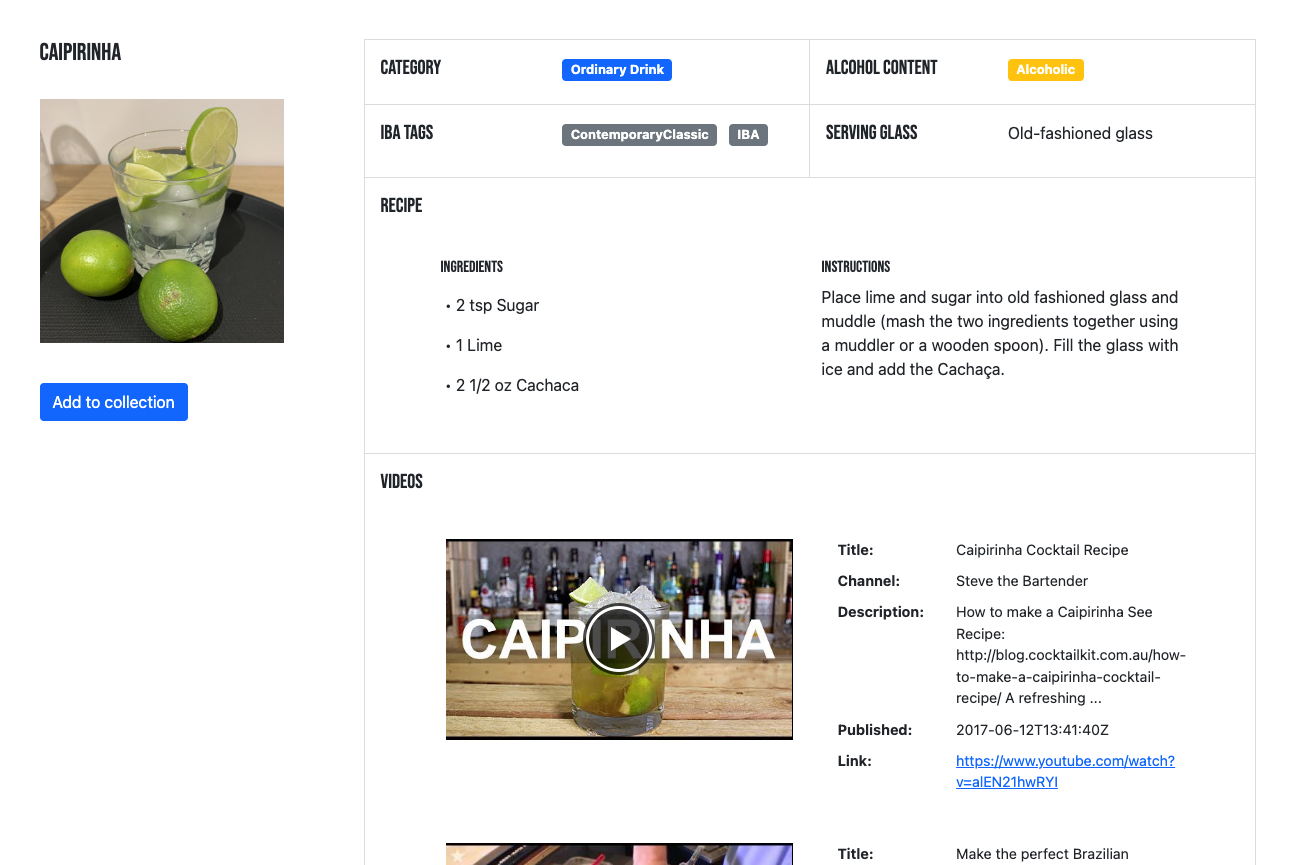 CAIPIRINHA
Add to collection
CATEGORY
Ordinary Drink
ALCOHOL CONTENT
Alcoholic
IBA TAGS
ContemporaryClassic
IBA
SERVING GLASS
Old-fashioned glass
RECIPE
INGREDIENTS
• 2 tsp Sugar
• 1 Lime
• 2 1/2 oz Cachaca
INSTRUCTIONS
Place lime and sugar into old fashioned glass and
muddle (mash the two ingredients together using
a muddler or a wooden spoon). Fill the glass with
ice and add the Cachaça.
VIDEOS
CAIPIRINHA
Title:
Caipirinha Cocktail Recipe
Channel:
Steve the Bartender
Description:
How to make a Caipirinha See
Recipe:
http://blog.cocktailkit.com.au/how-
to-make-a-caipirinha-cocktail-
recipe/ A refreshing ...
Published:
2017-06-12T13:41:40Z
Link:
https://www.youtube.com/watch?
v=alEN21hwRYI
Title:
Make the perfect Brazilian